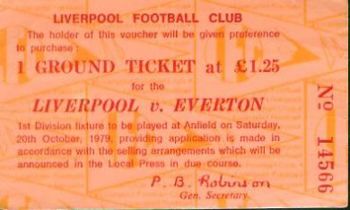 LIVERPOOL FOOTBALL CLUB
The holder of this voucher will be given preference
to purchase :
1 GROUND TICKET at £1.25
for the
LIVERPOOL v. EVERTON
1st Division fixture to be played at Anfield on Saturday,
20th October, 1979, providing application is made in
accordance with the selling arrangements which will be
announced in the Local Press in due course.
P. B. Robinson
Gen. Secretary.
No 14566